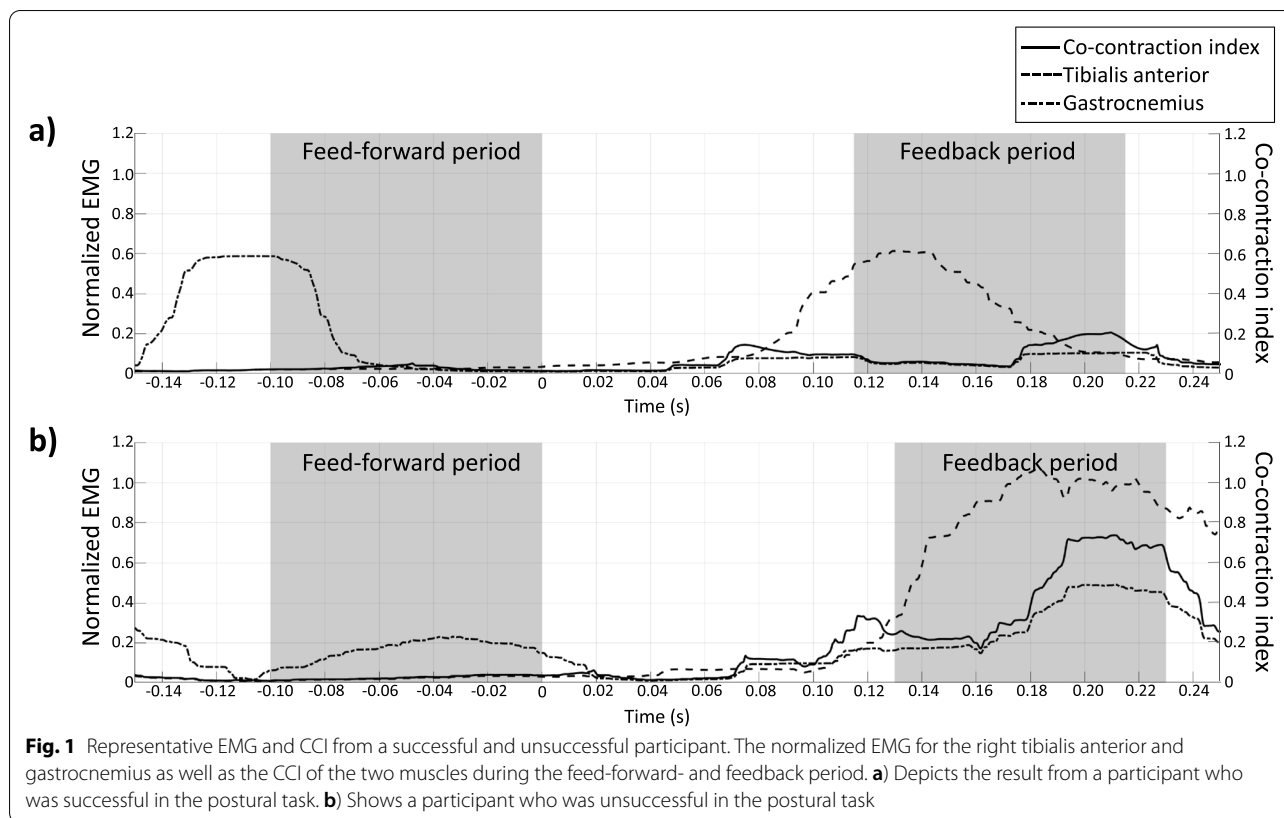 Co-contraction index
Tibialis anterior
Gastrocnemius
a)
Feed-forward period
Feedback period
Normalized EMG
Co-contraction index
1.2
1.0
0.8
0.6
0.4
0.2
0
1.2
1.0
0.8
0.6
0.4
0.2
0
-0.14 -0.12 -0.10 -0.08 -0.06 -0.04 -0.02 0 0.02 0.04 0.06 0.08 0.10 0.12 0.14 0.16 0.18 0.20 0.22 0.24
Time (s)
b)
Feed-forward period
Feedback period
Normalized EMG
Co-contraction index
1.2
1.0
0.8
0.6
0.4
0.2
0
1.2
1.0
0.8
0.6
0.4
0.2
0
-0.14 -0.12 -0.10 -0.08 -0.06 -0.04 -0.02 0 0.02 0.04 0.06 0.08 0.10 0.12 0.14 0.16 0.18 0.20 0.22 0.24
Time (s)
Fig. 1 Representative EMG and CCI from a successful and unsuccessful participant. The normalized EMG for the right tibialis anterior and
gastrocnemius as well as the CCI of the two muscles during the feed-forward- and feedback period. a) Depicts the result from a participant who
was successful in the postural task. b) Shows a participant who was unsuccessful in the postural task